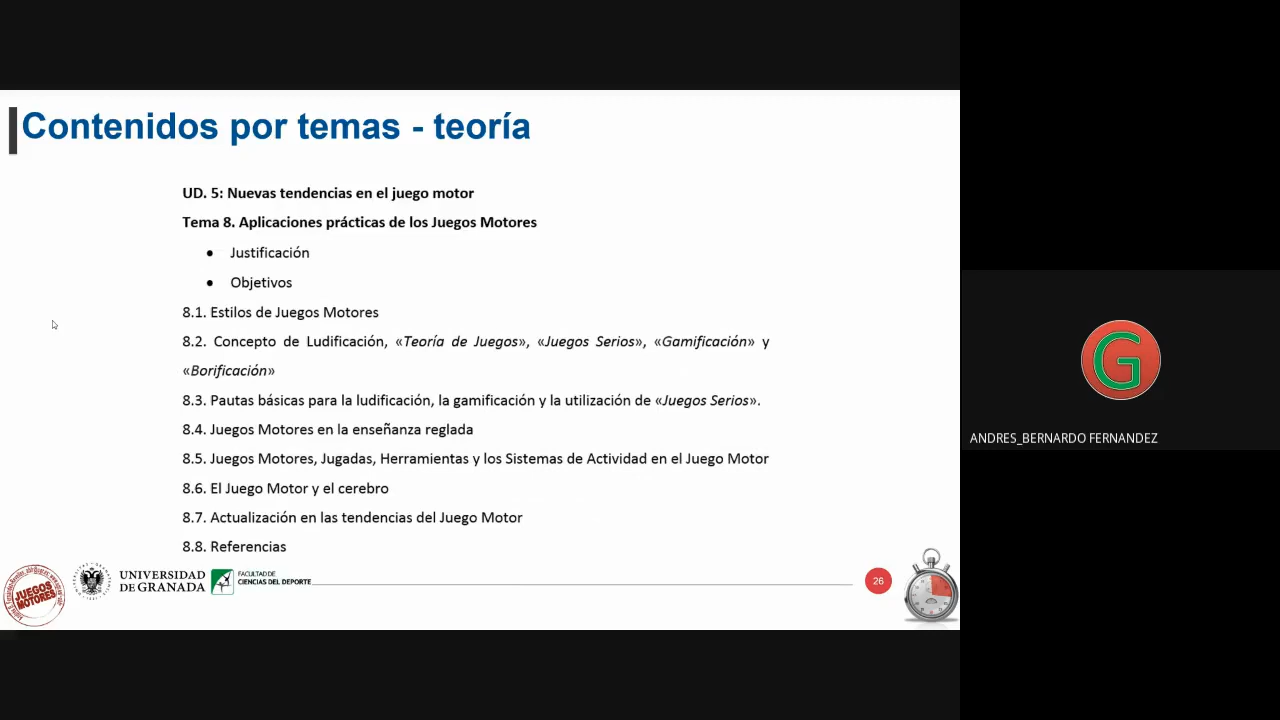 Contenidos por temas - teoría
UD. 5: Nuevas tendencias en el juego motor
Tema 8. Aplicaciones prácticas de los Juegos Motores
• Justificación
• Objetivos
8.1. Estilos de Juegos Motores
8.2. Concepto de Ludificación, «Teoría de Juegos», «Juegos Serios», «Gamificación» y
«Borificación»
8.3. Pautas básicas para la ludificación, la gamificación y la utilización de «Juegos Serios».
8.4. Juegos Motores en la enseñanza reglada
8.5. Juegos Motores, Jugadas, Herramientas y los Sistemas de Actividad en el Juego Motor
8.6. El Juego Motor y el cerebro
8.7. Actualización en las tendencias del Juego Motor
8.8. Referencias
JUEGOS
MOTORES
UNIVERSIDAD
DE GRANADA
FACULTAD DE
CIENCIAS DEL DEPORTE
26
G
ANDRES_BERNARDO FERNANDEZ